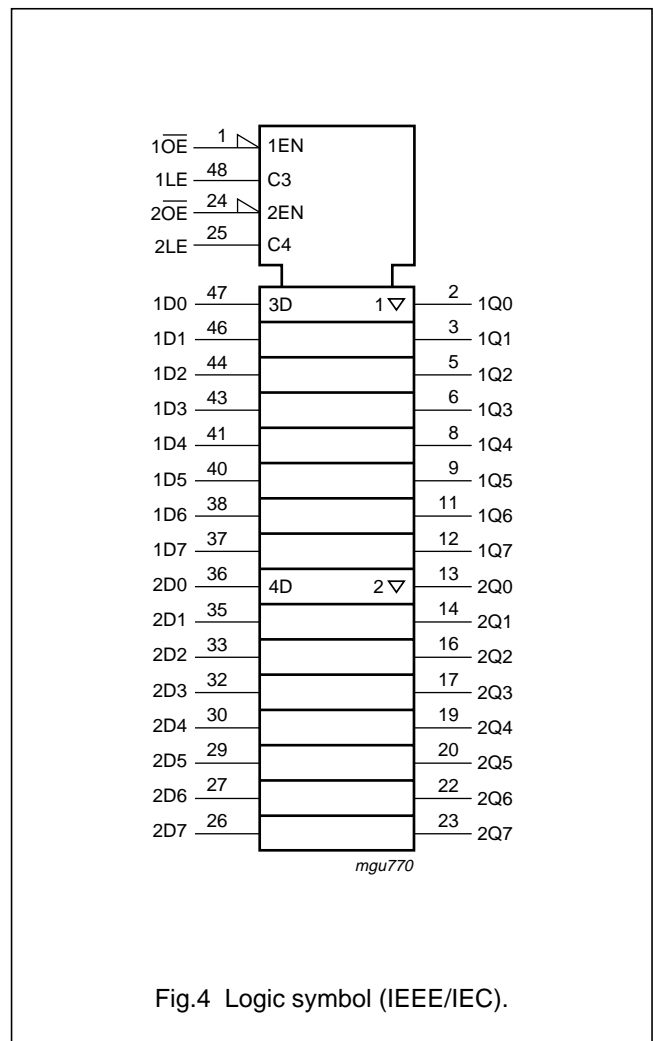 1O̅E̅ 1 1EN
1LE 48 C3
2O̅E̅ 24 2EN
2LE 25 C4
1D0 47 3D 1 ▽ 2 1Q0
1D1 46 3 1Q1
1D2 44 5 1Q2
1D3 43 6 1Q3
1D4 41 8 1Q4
1D5 40 9 1Q5
1D6 38 11 1Q6
1D7 37 12 1Q7
2D0 36 4D 2 ▽ 13 2Q0
2D1 35 14 2Q1
2D2 33 16 2Q2
2D3 32 17 2Q3
2D4 30 19 2Q4
2D5 29 20 2Q5
2D6 27 22 2Q6
2D7 26 23 2Q7
mgu770
Fig.4 Logic symbol (IEEE/IEC).